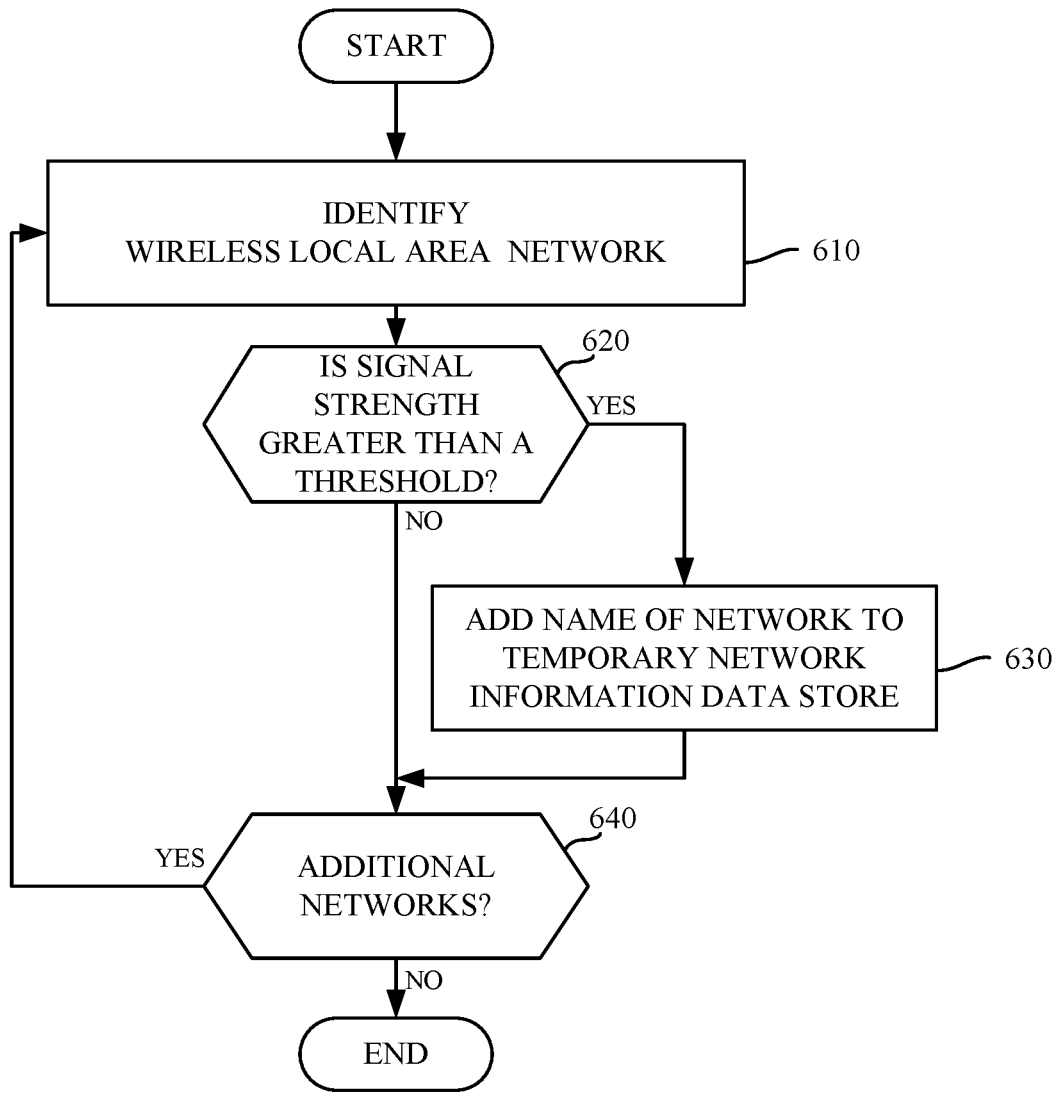 START
IDENTIFY
WIRELESS LOCAL AREA NETWORK
610
620
IS SIGNAL
STRENGTH
GREATER THAN A
THRESHOLD?
YES
NO
ADD NAME OF NETWORK TO
TEMPORARY NETWORK
INFORMATION DATA STORE
630
640
YES
ADDITIONAL
NETWORKS?
NO
END